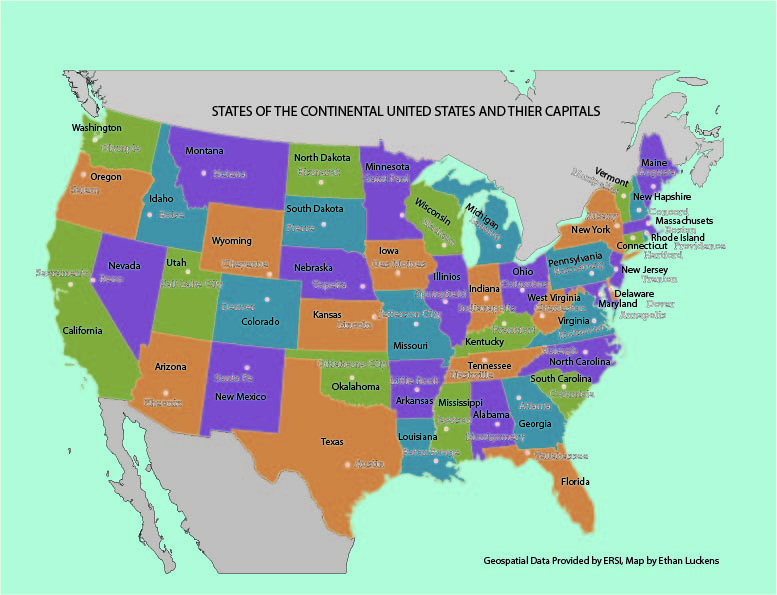 STATES OF THE CONTINENTAL UNITED STATES AND THIER CAPITALS
Washington
Olympia
Oregon
Salem
Idaho
Boise
Montana
Helena
North Dakota
Bismarck
South Dakota
Pierre
Minnesota
Saint Paul
Wisconsin
Madison
Michigan
Lansing
Maine
Augusta
Vermont
Montpelier
New Hapshire
Concord
Massachusets
Boston
Rhode Island
Providence
Connecticut
Hartford
New York
Albany
Pennsylvania
Harrisburg
New Jersey
Trenton
Delaware
Dover
Maryland
Annapolis
Wyoming
Cheyenne
Nebraska
Iowa
Des Moines
Illinios
Springfield
Indiana
Indianapolis
Ohio
Columbus
West Virginia
Charleston
Virginia
Richmond
Nevada
Reno
Utah
Salt Lake City
Colorado
Denver
Kansas
Topeka
Missouri
Jefferson City
Kentucky
Frankfort
Sacramento
California
Arizona
Phoenix
New Mexico
Santa Fe
Oklahoma City
Okalahoma
Arkansas
Little Rock
Tennessee
Nashville
North Carolina
Raleigh
South Carolina
Columbia
Texas
Austin
Louisiana
Baton Rouge
Mississippi
Jackson
Alabama
Montgomery
Georgia
Atlanta
Florida
Tallahassee
Geospatial Data Provided by ERSI, Map by Ethan Luckens